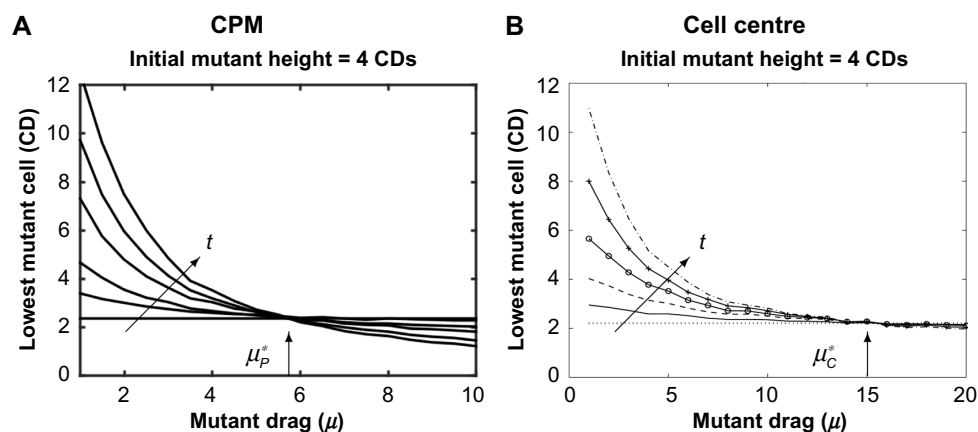 A CPM
Initial mutant height = 4 CDs
Lowest mutant cell (CD)
12
10
8
6
4
2
0
t
μ*P
2 4 6 8 10
Mutant drag (μ)
B Cell centre
Initial mutant height = 4 CDs
Lowest mutant cell (CD)
12
10
8
6
4
2
0
t
μ*C
0 5 10 15 20
Mutant drag (μ)